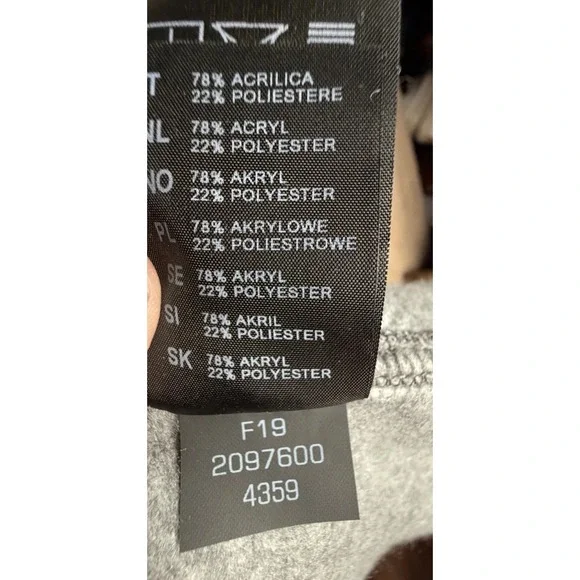 T 78% ACRILICA
22% POLIESTERE
NL 78% ACRYL
22% POLYESTER
NO 78% AKRYL
22% POLYESTER
PL 78% AKRYLOWE
22% POLIESTROWE
SE 78% AKRYL
22% POLYESTER
SI 78% AKRIL
22% POLIESTER
SK 78% AKRYL
22% POLYESTER
F19
2097600
4359